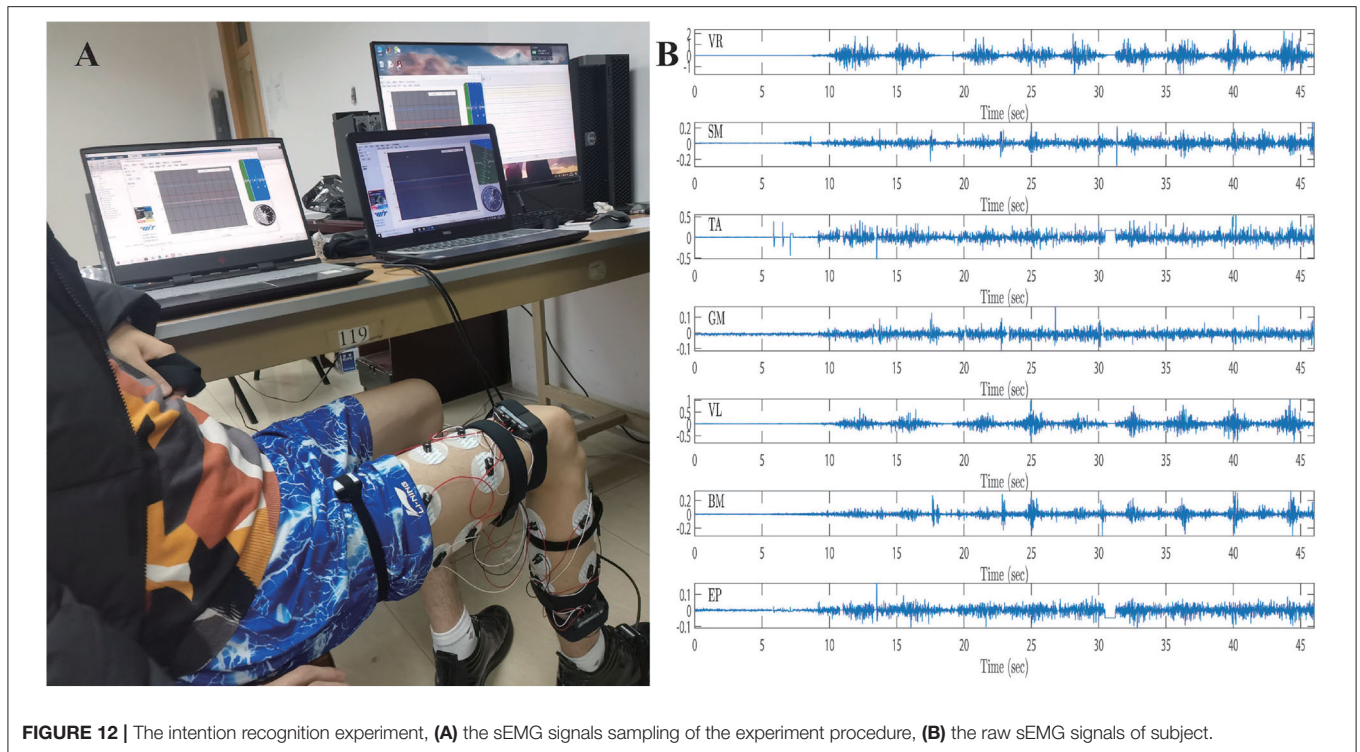 A
119
LI-NING
B
VR
2
1
0
-1
0 5 10 15 20 25 30 35 40 45
Time (sec)
SM
0.2
0
-0.2
0 5 10 15 20 25 30 35 40 45
Time (sec)
TA
0.5
0
-0.5
0 5 10 15 20 25 30 35 40 45
Time (sec)
GM
0.1
0
-0.1
0 5 10 15 20 25 30 35 40 45
Time (sec)
VL
1
0.5
0
-0.5
0 5 10 15 20 25 30 35 40 45
Time (sec)
BM
0.2
0
-0.2
0 5 10 15 20 25 30 35 40 45
Time (sec)
EP
0.1
0
-0.1
0 5 10 15 20 25 30 35 40 45
Time (sec)
FIGURE 12 | The intention recognition experiment, (A) the sEMG signals sampling of the experiment procedure, (B) the raw sEMG signals of subject.